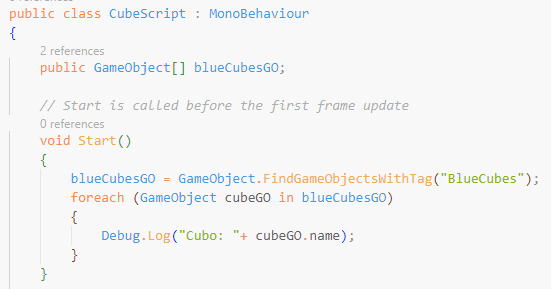 public class CubeScript : MonoBehaviour
{
2 references
public GameObject[] blueCubesGO;
// Start is called before the first frame update
0 references
void Start()
{
blueCubesGO = GameObject.FindGameObjectsWithTag("BlueCubes");
foreach (GameObject cubeGO in blueCubesGO)
{
Debug.Log("Cubo: "+ cubeGO.name);
}
}